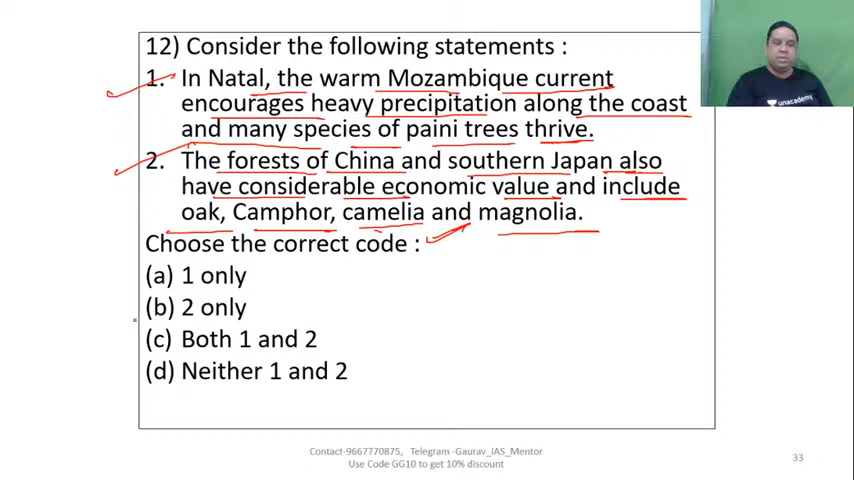 12) Consider the following statements :
1. In Natal, the warm Mozambique current
encourages heavy precipitation along the coast
and many species of paini trees thrive.
2. The forests of China and southern Japan also
have considerable economic value and include
oak, Camphor, camelia and magnolia.
Choose the correct code :
(a) 1 only
(b) 2 only
(c) Both 1 and 2
(d) Neither 1 and 2
Contact-9667770875, Telegram -Gaurav_IAS_Mentor
Use Code GG10 to get 10% discount
33
unacademy